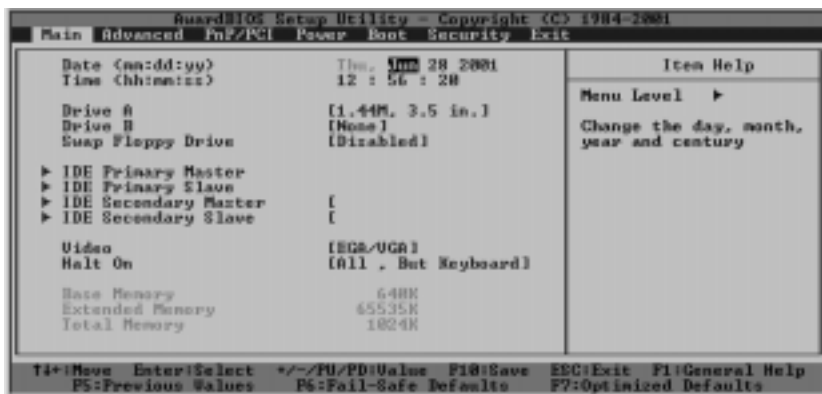 AwardBIOS Setup Utility - Copyright (C) 1984-2001
Main Advanced PnP/PCI Power Boot Security Exit
Date (mm:dd:yy) Thu, Jun 28 2001
Time (hh:mm:ss) 12 : 56 : 20
Drive A [1.44M, 3.5 in.]
Drive B [None]
Swap Floppy Drive [Disabled]
▶ IDE Primary Master
▶ IDE Primary Slave
▶ IDE Secondary Master [
▶ IDE Secondary Slave [
Video [EGA/VGA]
Halt On [All , But Keyboard]
Base Memory 640K
Extended Memory 65535K
Total Memory 1024K
Item Help
Menu Level ▶
Change the day, month,
year and century
↑↓←:Move Enter:Select +/-/PU/PD:Value F10:Save ESC:Exit F1:General Help
F5:Previous Values F6:Fail-Safe Defaults F7:Optimized Defaults